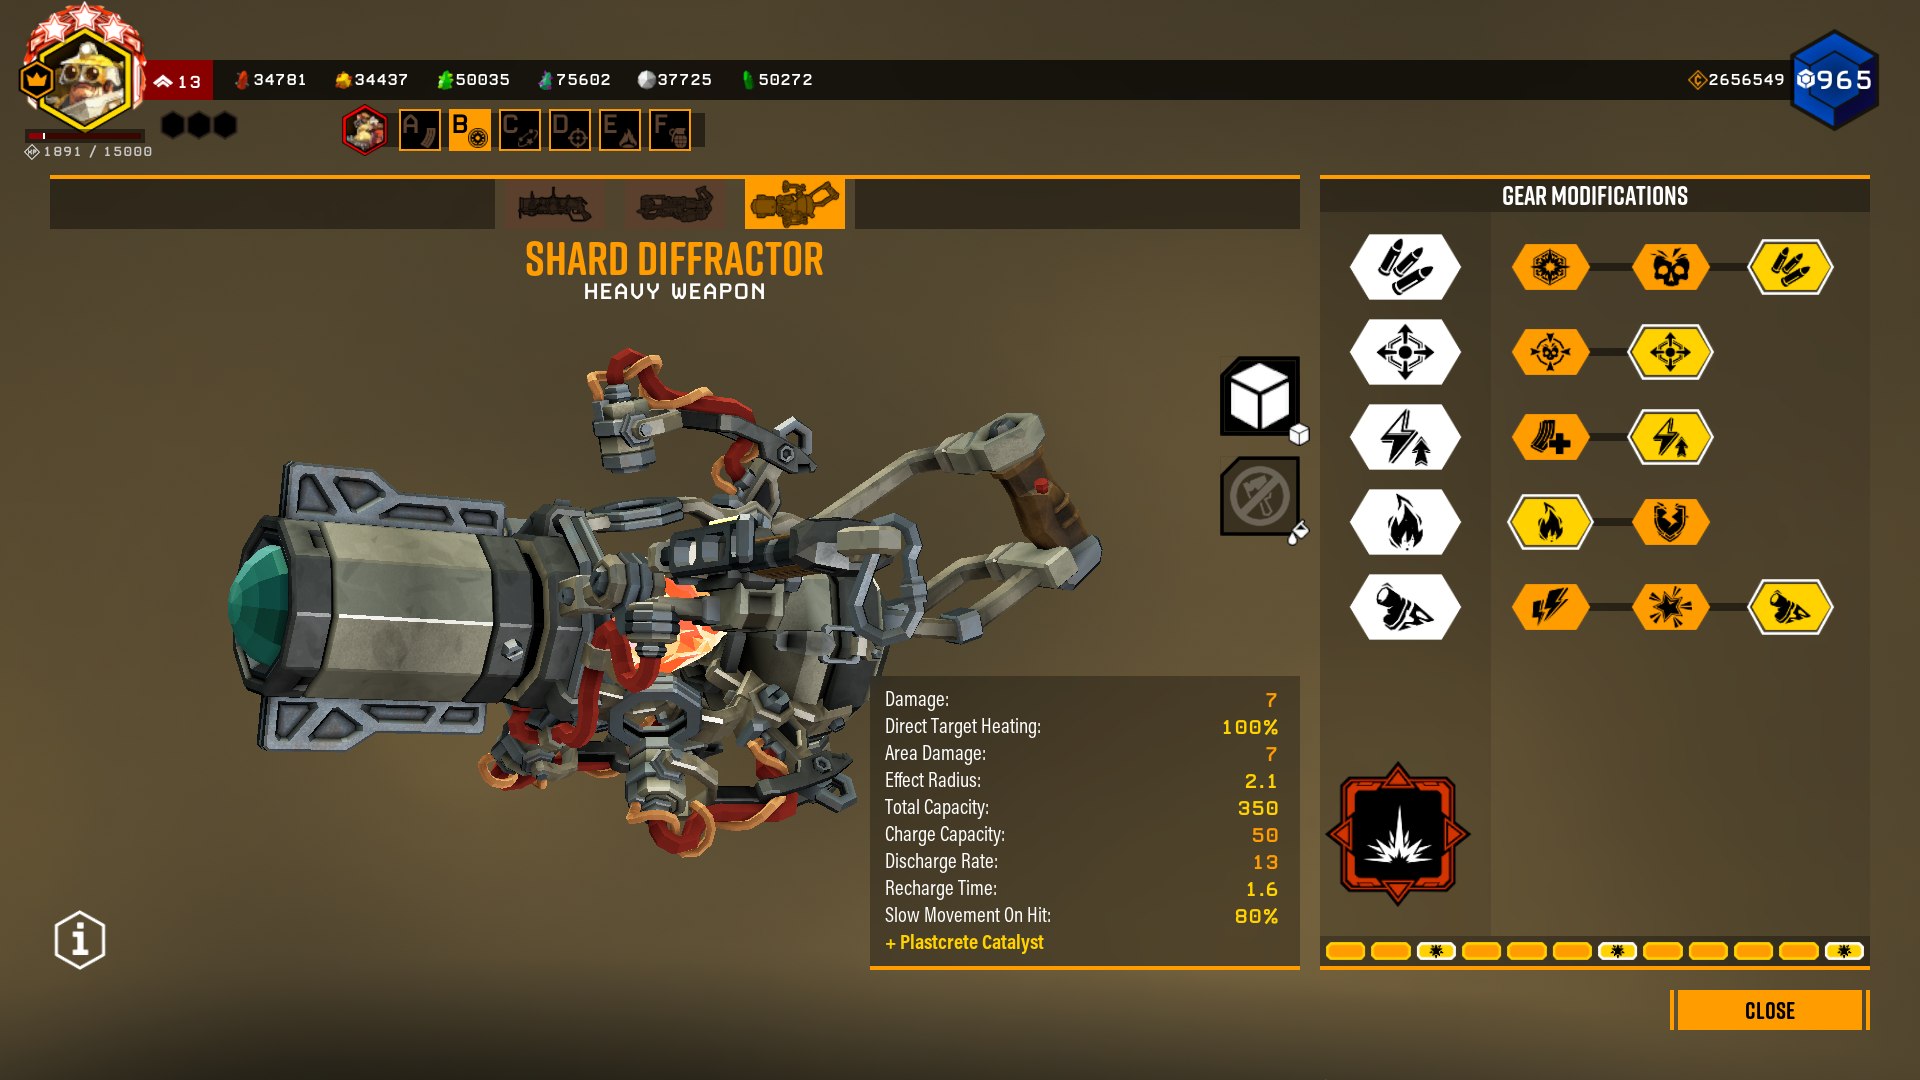 13
34781
34437
50035
75602
37725
50272
2656549
965
1891 / 15000
A
B
C
D
E
F
SHARD DIFFRACTOR
HEAVY WEAPON
GEAR MODIFICATIONS
Damage: 7
Direct Target Heating: 100%
Area Damage: 7
Effect Radius: 2.1
Total Capacity: 350
Charge Capacity: 50
Discharge Rate: 13
Recharge Time: 1.6
Slow Movement On Hit: 80%
+ Plastcrete Catalyst
CLOSE